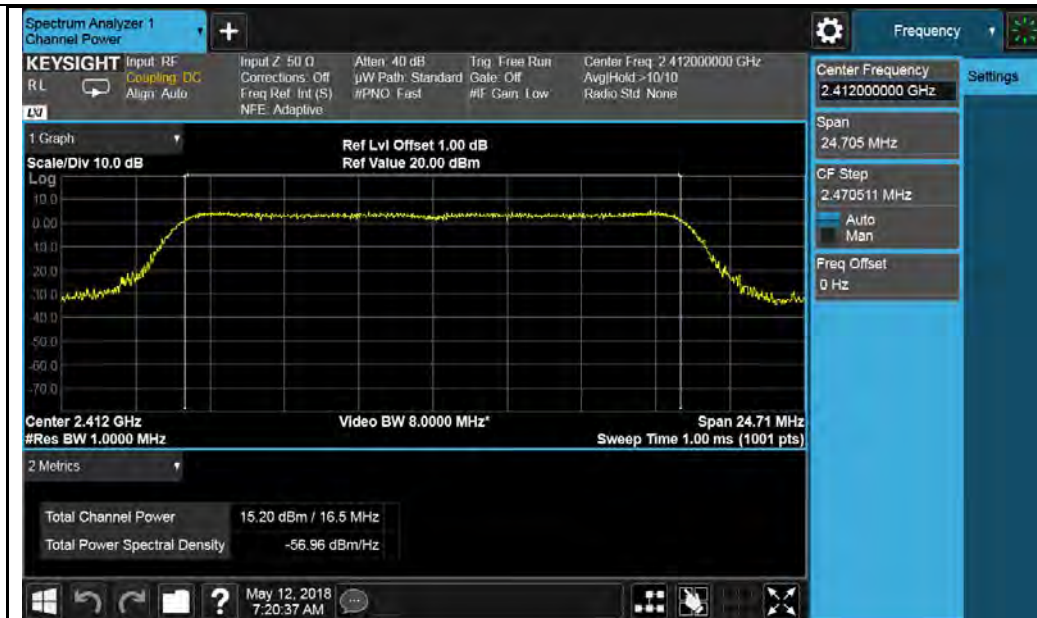 Spectrum Analyzer 1
Channel Power
+
Frequency
KEYSIGHT
RL
LXI
Input: RF
Coupling: DC
Align: Auto
Input Z: 50 Ω
Corrections: Off
Freq Ref: Int (S)
NFE: Adaptive
Atten: 40 dB
µW Path: Standard
#PNO: Fast
Trig: Free Run
Gate: Off
#IF Gain: Low
Center Freq: 2.412000000 GHz
Avg|Hold:>10/10
Radio Std: None
Center Frequency
2.412000000 GHz
Settings
Span
24.705 MHz
CF Step
2.470511 MHz
Auto
Man
Freq Offset
0 Hz
1 Graph
Scale/Div 10.0 dB
Ref Lvl Offset 1.00 dB
Ref Value 20.00 dBm
Log
10.0
0.00
-10.0
-20.0
-30.0
-40.0
-50.0
-60.0
-70.0
Center 2.412 GHz
#Res BW 1.0000 MHz
Video BW 8.0000 MHz*
Span 24.71 MHz
Sweep Time 1.00 ms (1001 pts)
2 Metrics
Total Channel Power 15.20 dBm / 16.5 MHz
Total Power Spectral Density -56.96 dBm/Hz
?
May 12, 2018
7:20:37 AM